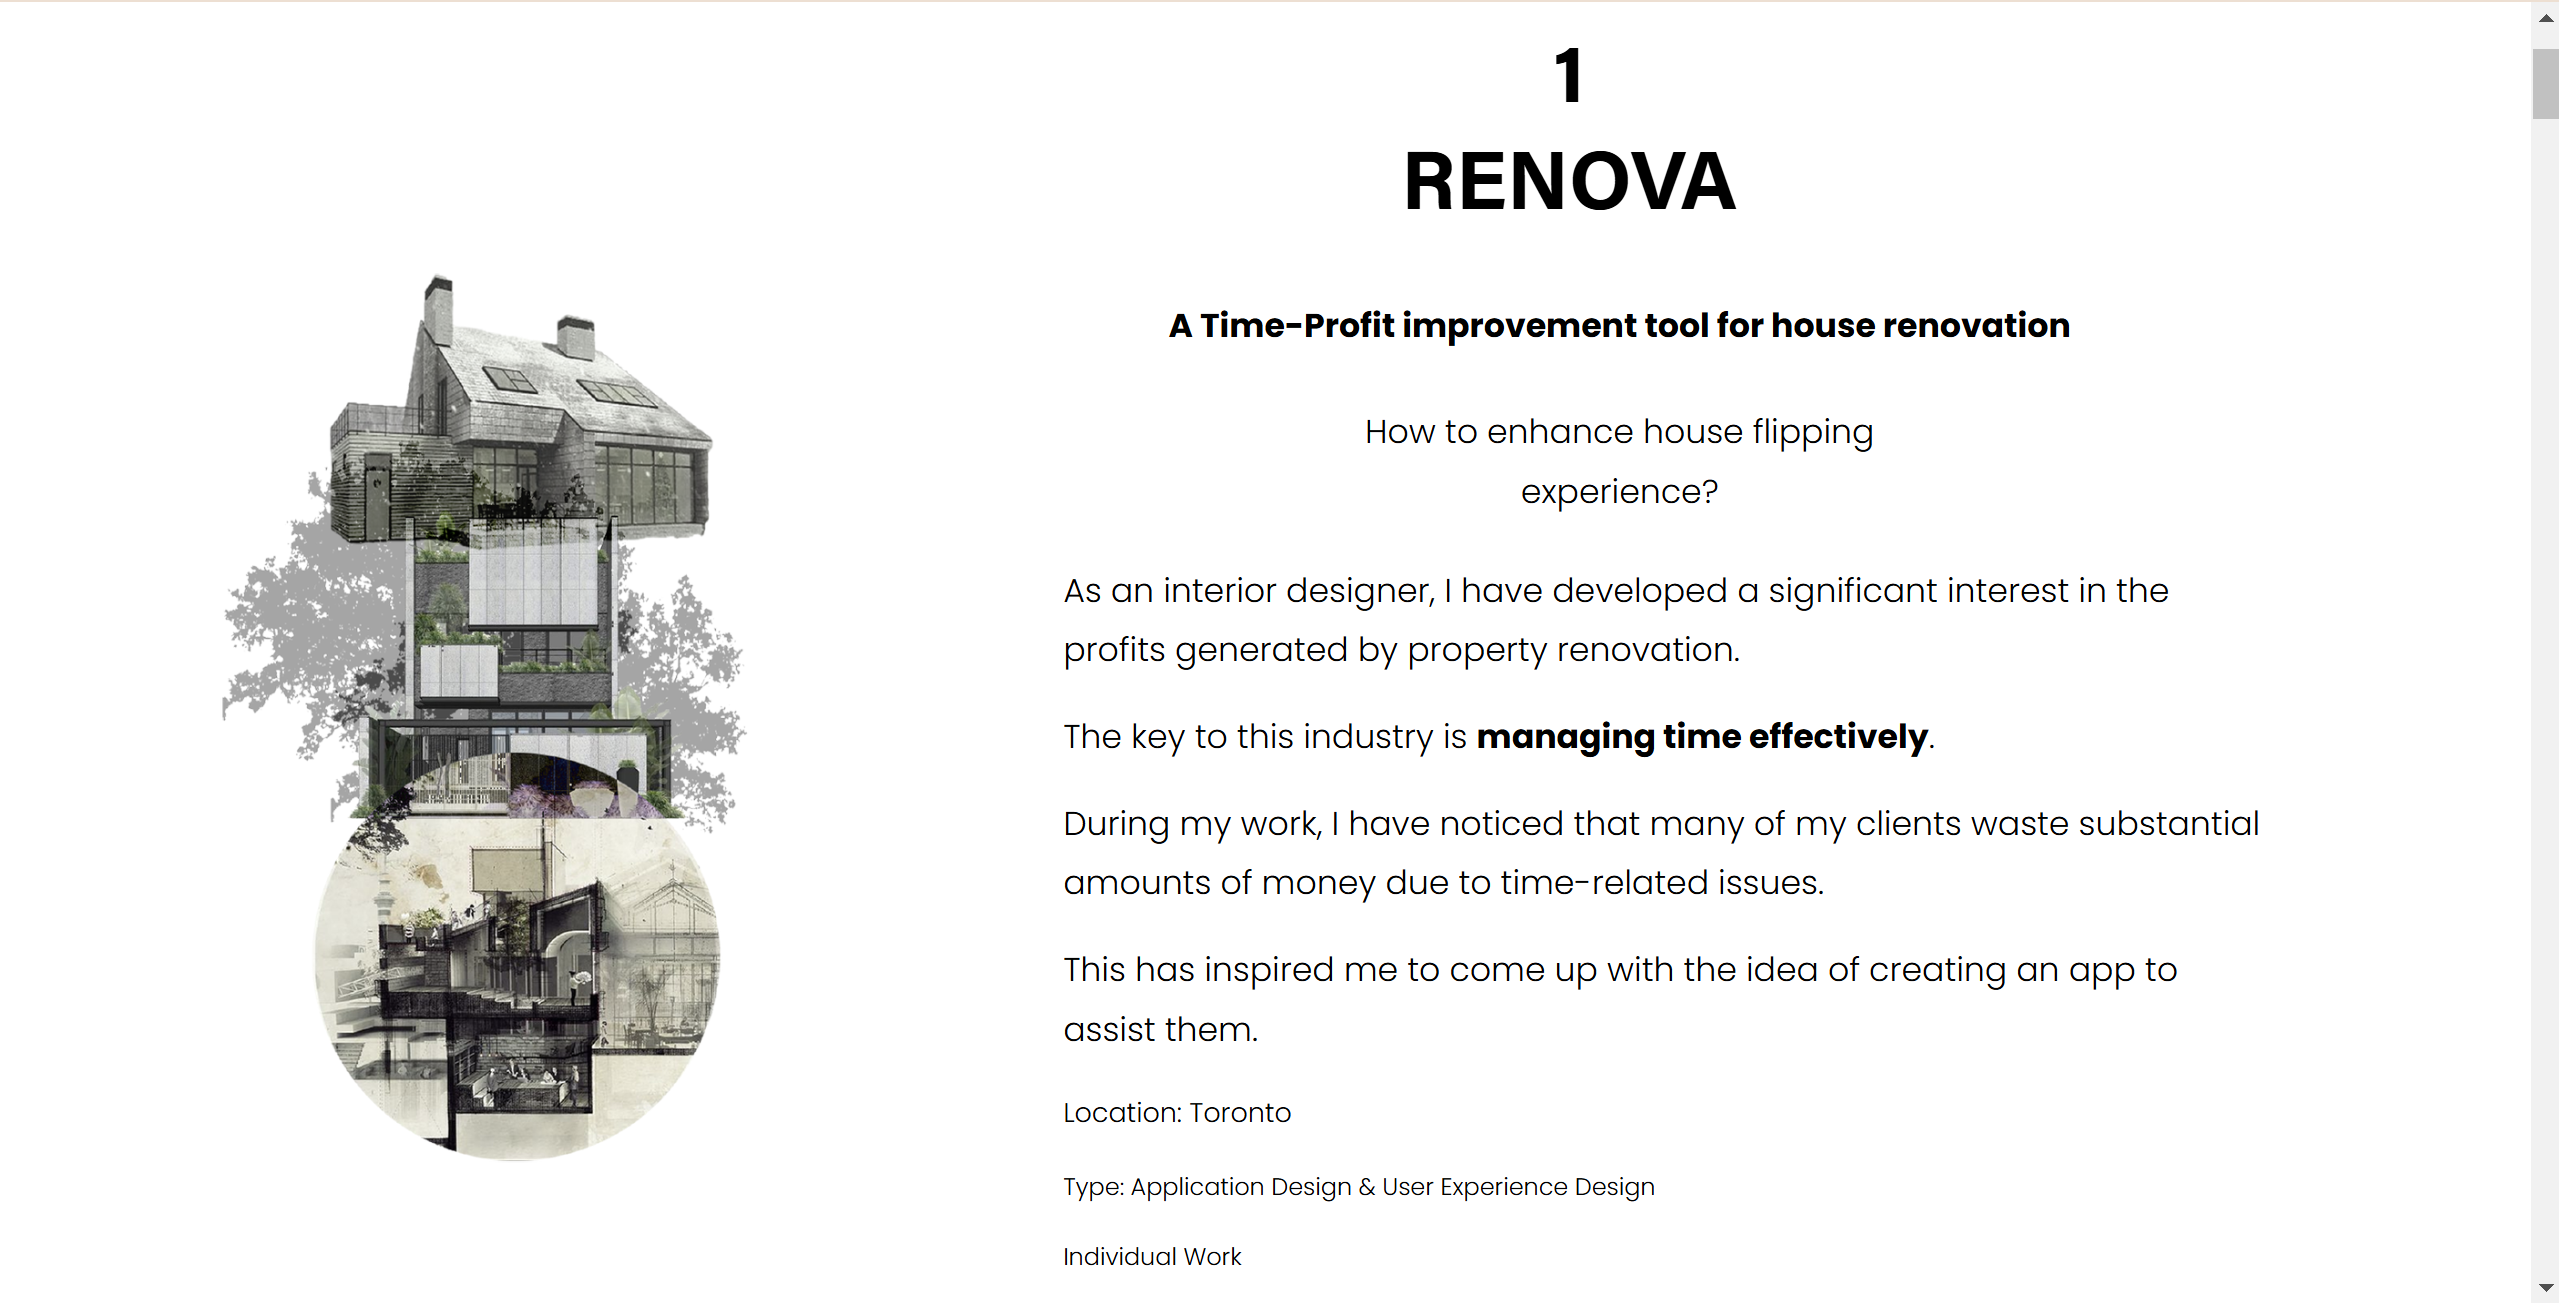 1
RENOVA
A Time-Profit improvement tool for house renovation
How to enhance house flipping
experience?
As an interior designer, I have developed a significant interest in the
profits generated by property renovation.
The key to this industry is managing time effectively.
During my work, I have noticed that many of my clients waste substantial
amounts of money due to time-related issues.
This has inspired me to come up with the idea of creating an app to
assist them.
Location: Toronto
Type: Application Design & User Experience Design
Individual Work